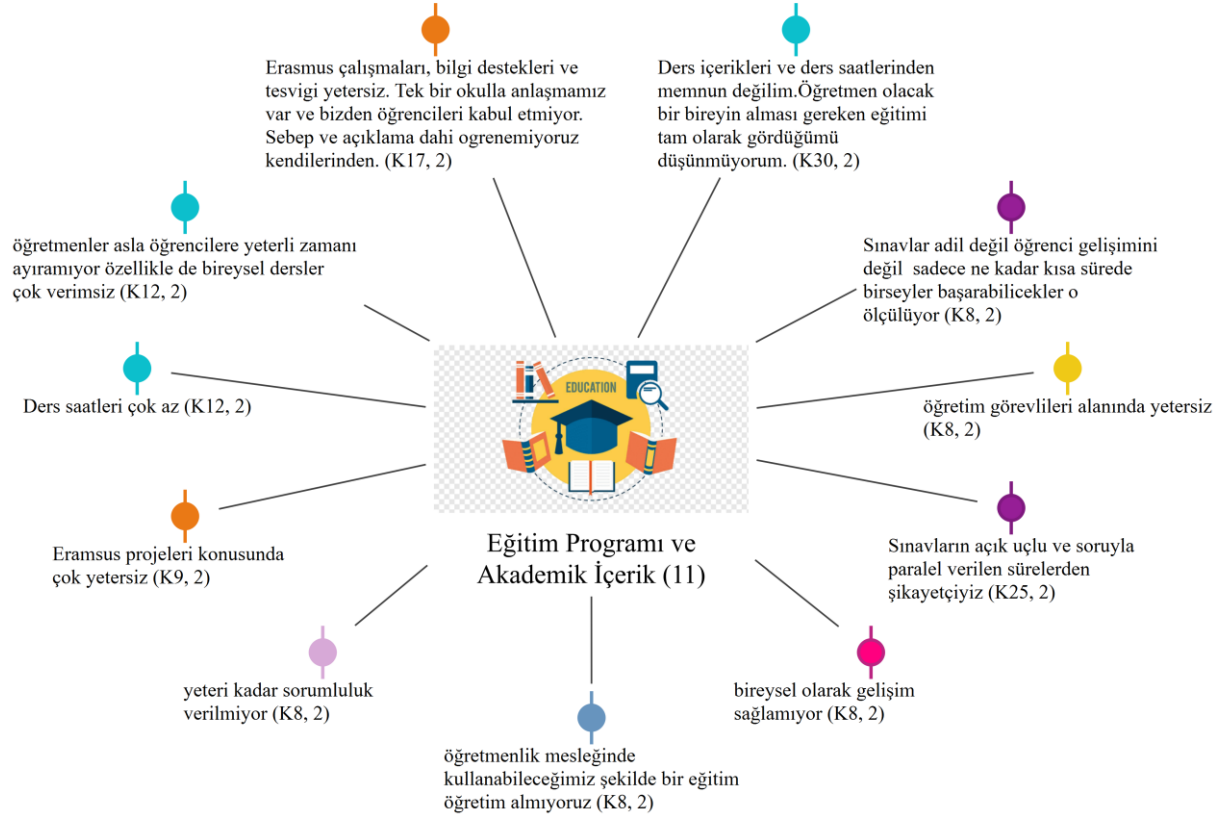 Erasmus çalışmaları, bilgi destekleri ve
tesvigi yetersiz. Tek bir okulla anlaşmamız
var ve bizden öğrencileri kabul etmiyor.
Sebep ve açıklama dahi ogrenemiyoruz
kendilerinden. (K17, 2)
Ders içerikleri ve ders saatlerinden
memnun değilim.Öğretmen olacak
bir bireyin alması gereken eğitimi
tam olarak gördüğümü
düşünmüyorum. (K30, 2)
öğretmenler asla öğrencilere yeterli zamanı
ayıramıyor özellikle de bireysel dersler
çok verimsiz (K12, 2)
Sınavlar adil değil öğrenci gelişimini
değil  sadece ne kadar kısa sürede
birseyler başarabilicekler o
ölçülüyor (K8, 2)
Ders saatleri çok az (K12, 2)
EDUCATION
öğretim görevlileri alanında yetersiz
(K8, 2)
Eramsus projeleri konusunda
çok yetersiz (K9, 2)
Eğitim Programı ve
Akademik İçerik (11)
Sınavların açık uçlu ve soruyla
paralel verilen sürelerden
şikayetçiyiz (K25, 2)
yeteri kadar sorumluluk
verilmiyor (K8, 2)
bireysel olarak gelişim
sağlamıyor (K8, 2)
öğretmenlik mesleğinde
kullanabileceğimiz şekilde bir eğitim
öğretim almıyoruz (K8, 2)